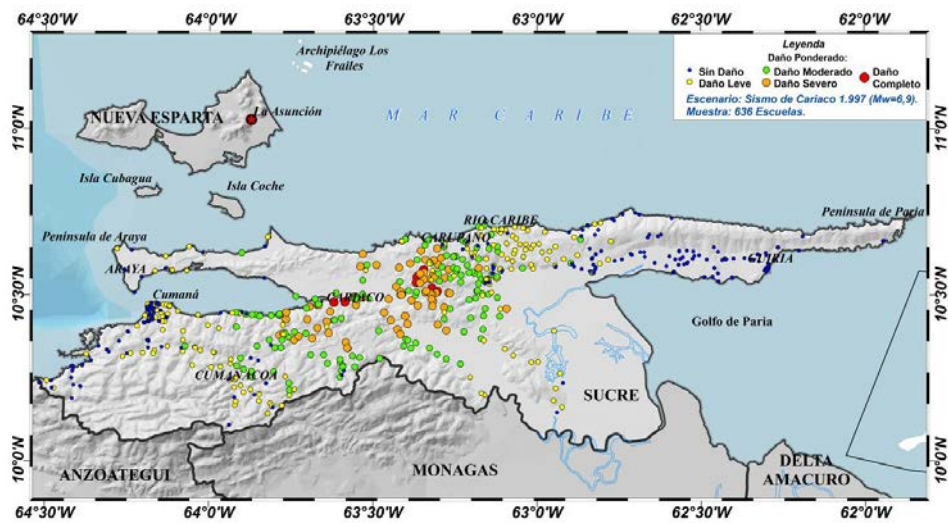 64°30'W 64°0'W 63°30'W 63°0'W 62°30'W 62°0'W
Archipiélago Los
Frailes
Leyenda
Daño Ponderado:
Sin Daño Daño Moderado Daño Completo
Daño Leve Daño Severo
Escenario: Sismo de Cariaco 1.997 (Mw=6,9).
Muestra: 636 Escuelas.
La Asunción
NUEVA ESPARTA
MAR CARIBE
11°0'N 11°0'N
Isla Cubagua
Isla Coche
RIO CARIBE
Península de Paria
Península de Araya
CARUPANO
ARAYA
GUIRIA
Cumaná
CARIACO
10°30'N 10°30'N
Golfo de Paria
CUMANACOA
SUCRE
ANZOATEGUI
MONAGAS
DELTA
AMACURO
10°0'N 10°0'N
64°30'W 64°0'W 63°30'W 63°0'W 62°30'W 62°0'W